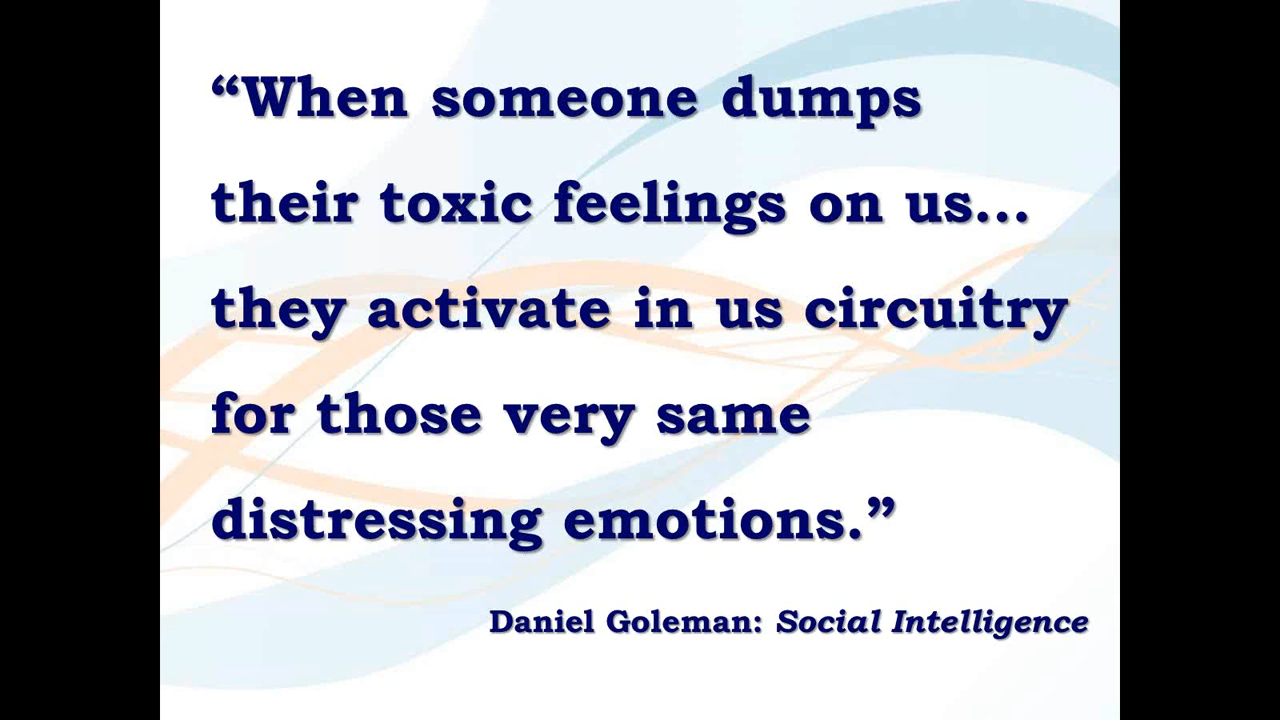 “When someone dumps
their toxic feelings on us…
they activate in us circuitry
for those very same
distressing emotions.”
Daniel Goleman: Social Intelligence